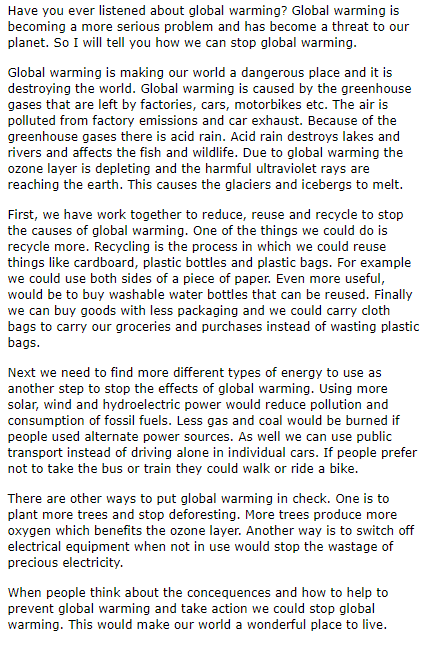 Have you ever listened about global warming? Global warming is
becoming a more serious problem and has become a threat to our
planet. So I will tell you how we can stop global warming.
Global warming is making our world a dangerous place and it is
destroying the world. Global warming is caused by the greenhouse
gases that are left by factories, cars, motorbikes etc. The air is
polluted from factory emissions and car exhaust. Because of the
greenhouse gases there is acid rain. Acid rain destroys lakes and
rivers and affects the fish and wildlife. Due to global warming the
ozone layer is depleting and the harmful ultraviolet rays are
reaching the earth. This causes the glaciers and icebergs to melt.
First, we have work together to reduce, reuse and recycle to stop
the causes of global warming. One of the things we could do is
recycle more. Recycling is the process in which we could reuse
things like cardboard, plastic bottles and plastic bags. For example
we could use both sides of a piece of paper. Even more useful,
would be to buy washable water bottles that can be reused. Finally
we can buy goods with less packaging and we could carry cloth
bags to carry our groceries and purchases instead of wasting plastic
bags.
Next we need to find more different types of energy to use as
another step to stop the effects of global warming. Using more
solar, wind and hydroelectric power would reduce pollution and
consumption of fossil fuels. Less gas and coal would be burned if
people used alternate power sources. As well we can use public
transport instead of driving alone in individual cars. If people prefer
not to take the bus or train they could walk or ride a bike.
There are other ways to put global warming in check. One is to
plant more trees and stop deforesting. More trees produce more
oxygen which benefits the ozone layer. Another way is to switch off
electrical equipment when not in use would stop the wastage of
precious electricity.
When people think about the concequences and how to help to
prevent global warming and take action we could stop global
warming. This would make our world a wonderful place to live.